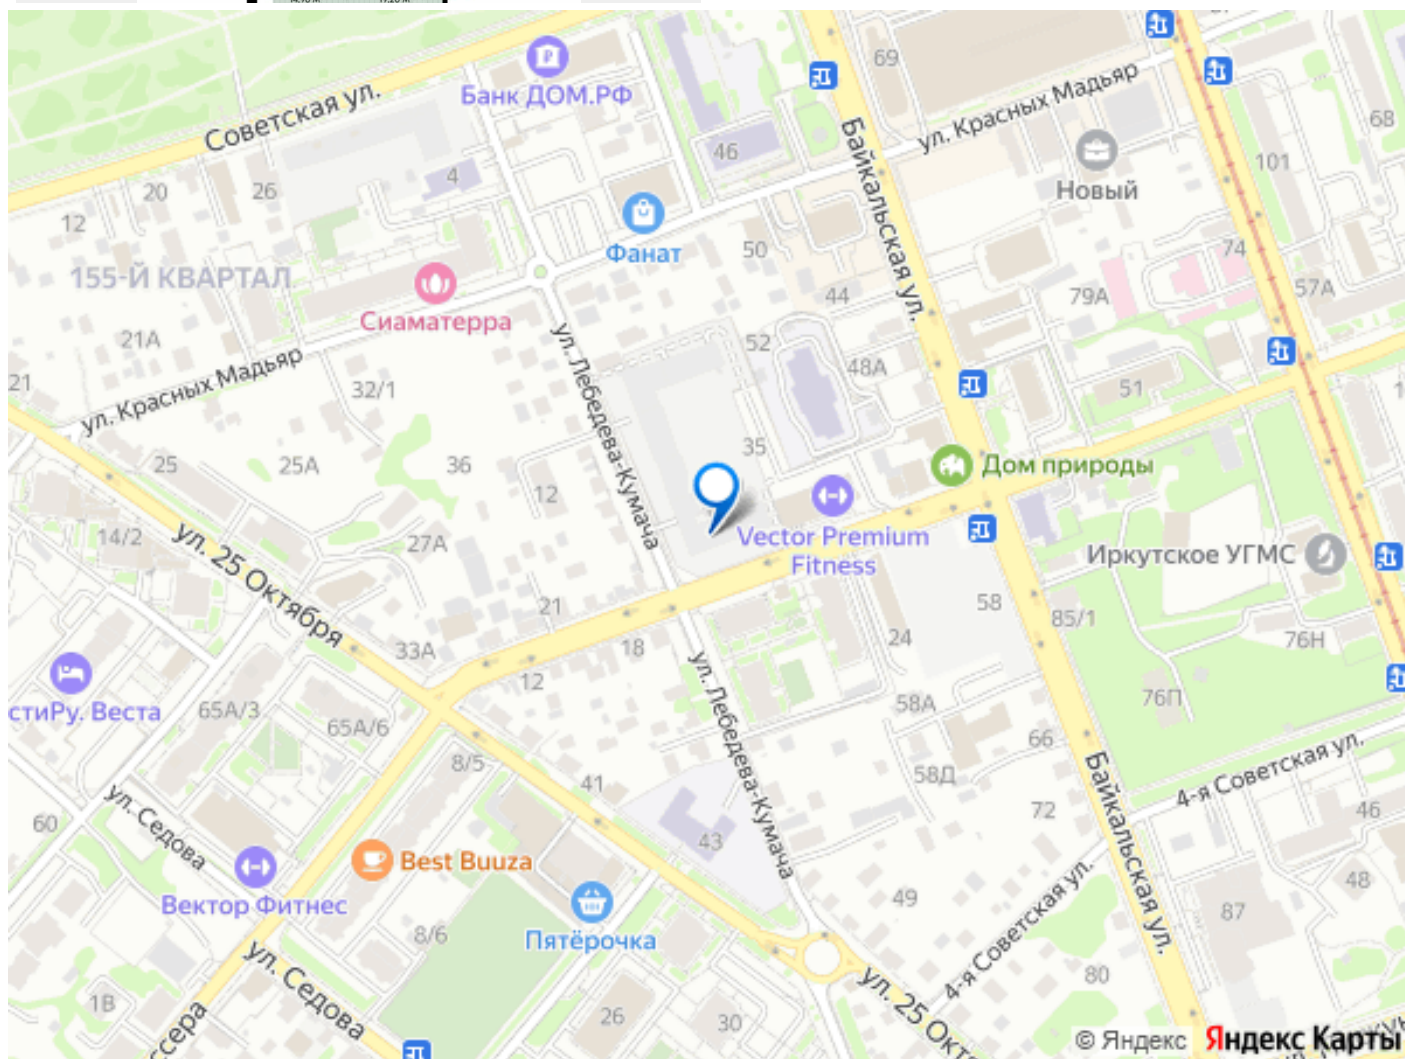 Банк ДОМ.РФ
69
ул. Красных Мадьяр
68
Советская ул.
46
Байкальская ул.
101
4
20
26
Новый
12
Фанат
50
74
155-Й КВАРТАЛ
44
79А
57А
Сиаматерра
21А
52
48А
21
ул. Красных Мадьяр
32/1
ул. Лебедева-Кумача
51
35
25
25А
36
12
Дом природы
14/2
ул. 25 Октября
27А
Vector Premium
Fitness
Иркутское УГМС
21
58
85/1
18
24
76Н
33А
12
ул. Лебедева-Кумача
58А
76П
стиРу. Веста
65А/3
65А/6
66
8/5
41
58Д
Байкальская ул.
4-я Советская ул.
72
46
60
ул. Седова
43
Best Buuza
48
Вектор Фитнес
49
4-я Советская ул.
87
8/6
Пятёрочка
80
1В
ул. Седова
26
30
ул. 25 Окт
ссера
© Яндекс
Яндекс Карты